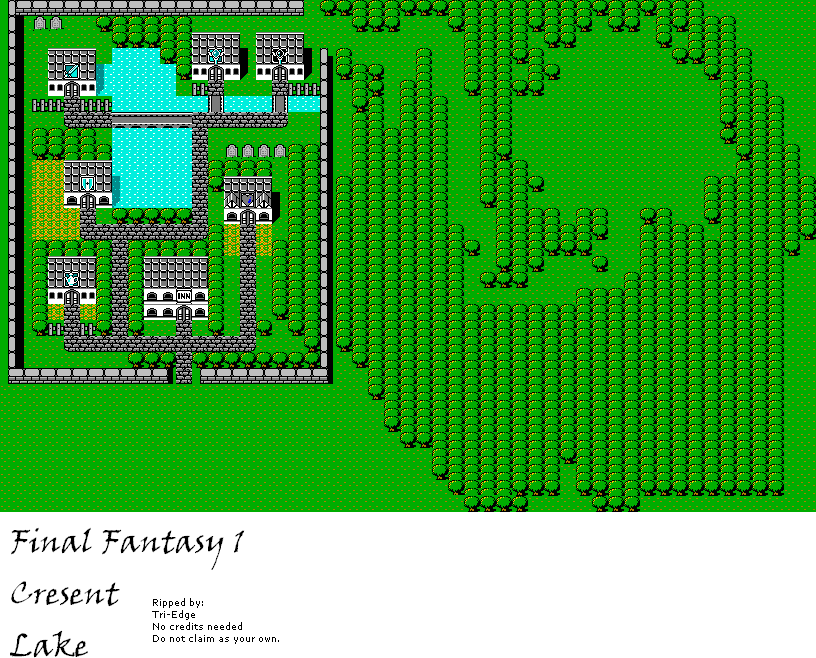 INN
Final Fantasy 1
Cresent
Lake
Ripped by:
Tri-Edge
No credits needed
Do not claim as your own.